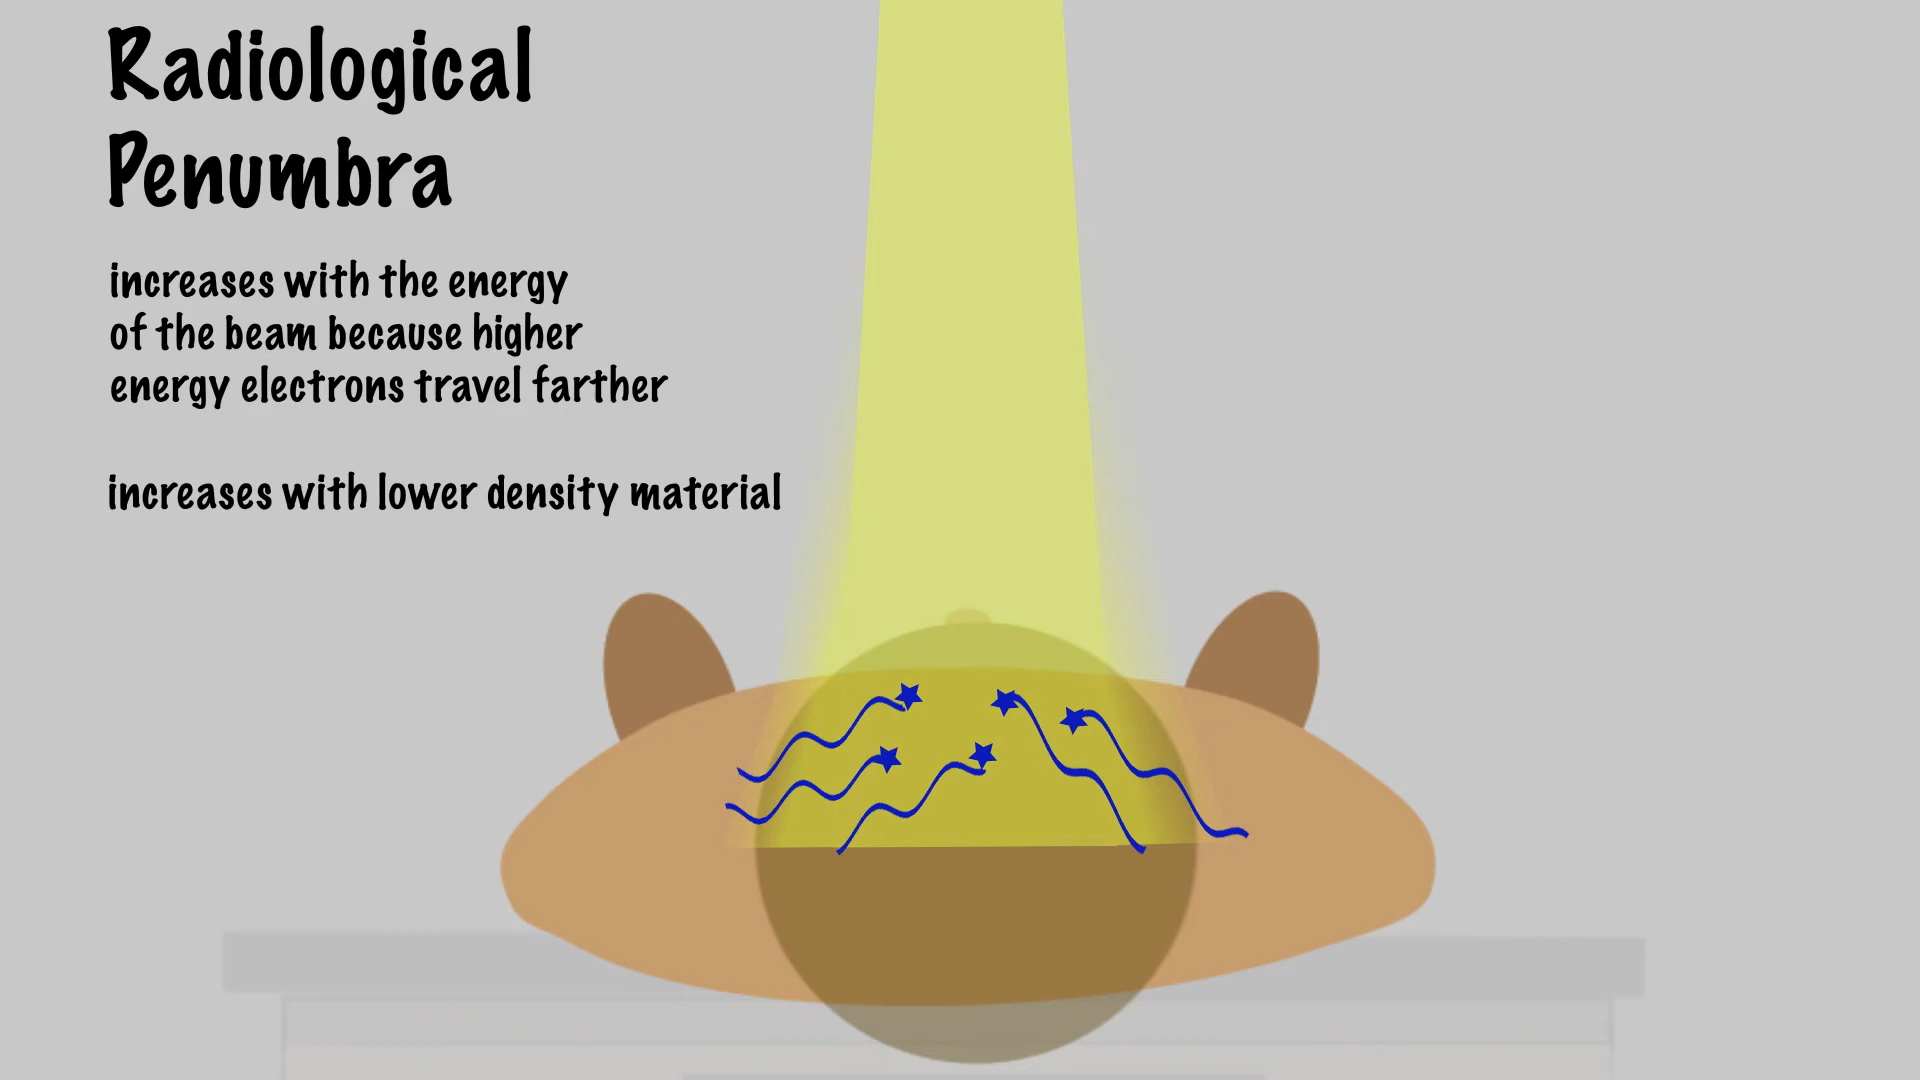 Radiological
Penumbra
increases with the energy
of the beam because higher
energy electrons travel farther
increases with lower density material